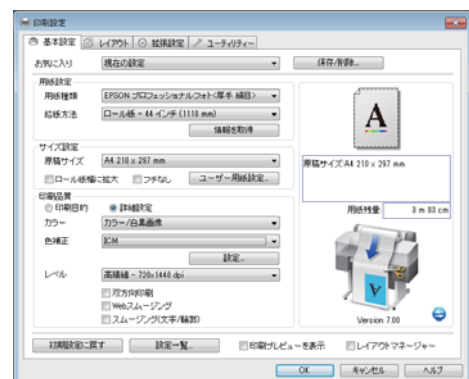 印刷設定
基本設定 レイアウト 拡張設定 ユーティリティー
お気に入り 現在の設定 保存/削除...
用紙設定
用紙種類 EPSON プロフェッショナルフォト<厚手 絹目>
給紙方法 ロール紙 - 44 インチ (1118 mm)
情報を取得
サイズ設定
原稿サイズ A4 210 x 297 mm
ロール紙幅に拡大 フチなし ユーザー用紙設定...
印刷品質
印刷目的 詳細設定
カラー カラー/白黒画像
色補正 ICM
設定...
レベル 高精細 - 720x1440 dpi
双方向印刷
Webスムージング
スムージング(文字/輪郭)
A
原稿サイズ:A4 210 x 297 mm
用紙残量 3 m 83 cm
A
Version 7.00
初期設定に戻す 設定一覧... 印刷プレビューを表示 レイアウトマネージャー
OK キャンセル ヘルプ